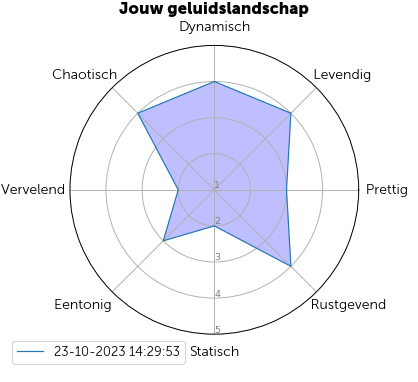 Jouw geluidslandschap
Dynamisch
Chaotisch
Levendig
Vervelend
1
Prettig
2
3
4
Eentonig
Rustgevend
5
23-10-2023 14:29:53
Statisch